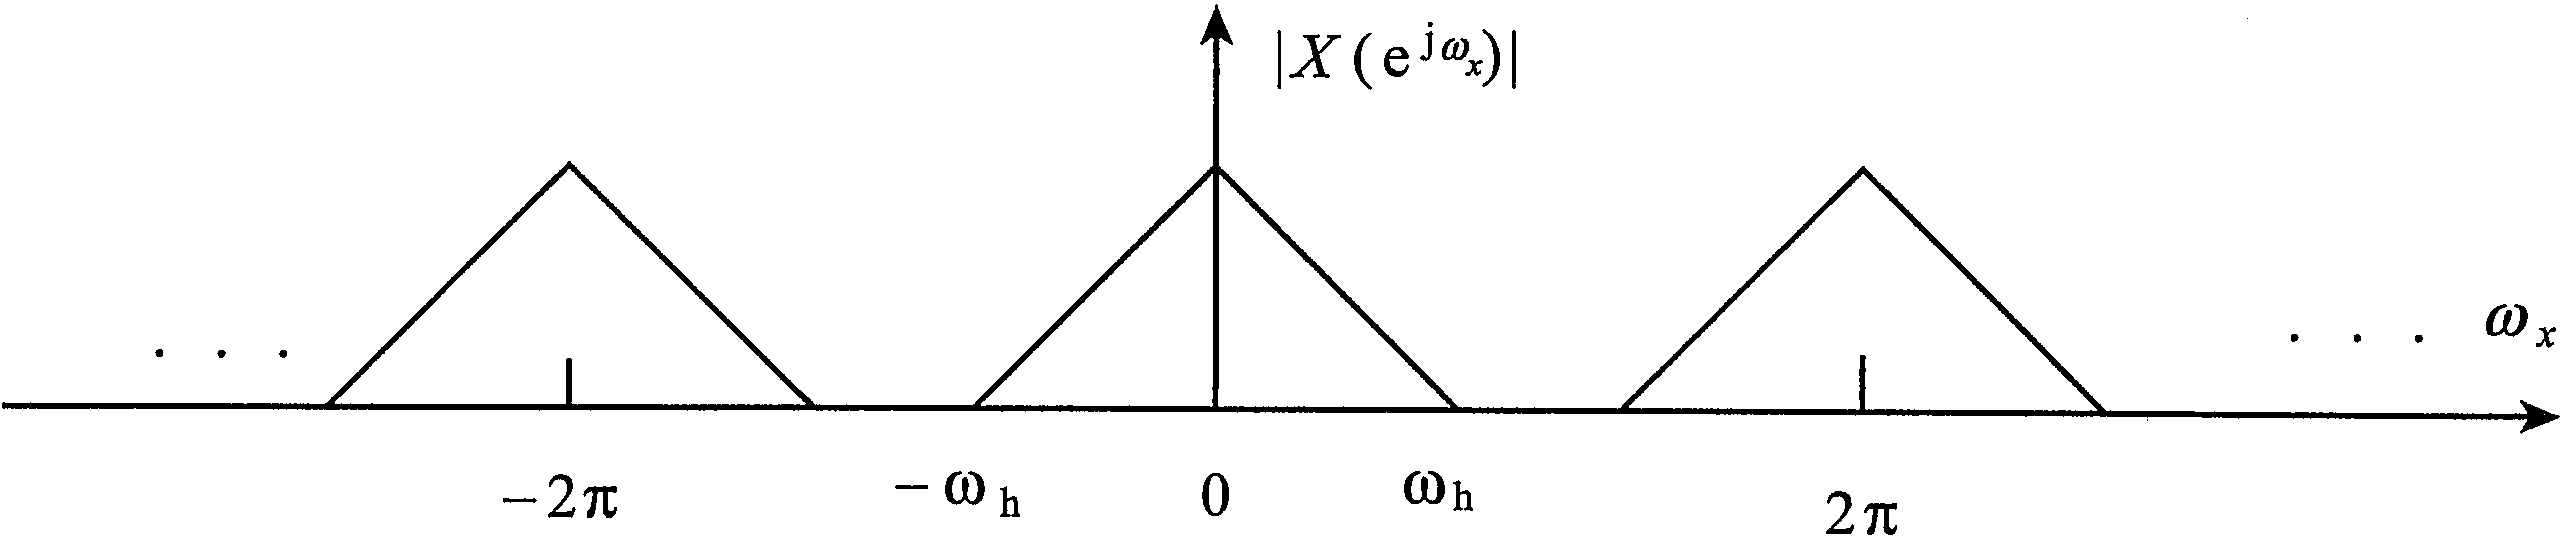 |X(e^{jω_x})|
. . .
. . . ω_x
−2π −ω_h 0 ω_h 2π